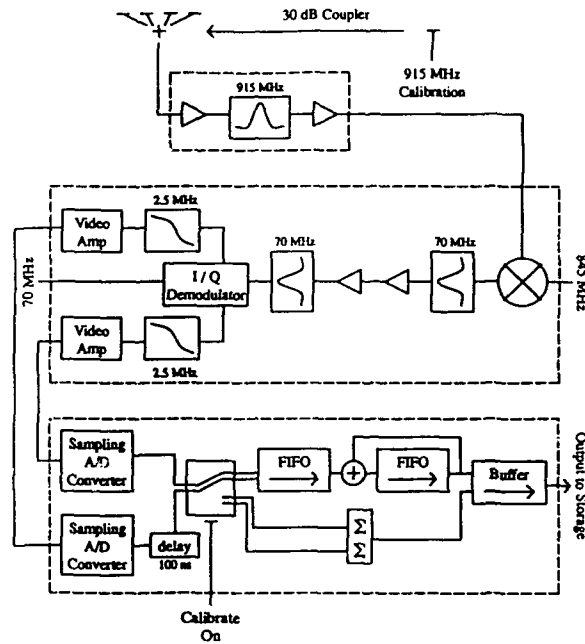 30 dB Coupler
915 MHz
Calibration
915 MHz
2.5 MHz
Video
Amp
70 MHz
70 MHz
I / Q
Demodulator
70 MHz
845 MHz
Video
Amp
2.5 MHz
Sampling
A/D
Converter
FIFO
FIFO
Buffer
Output to Storage
Sampling
A/D
Converter
delay
100 ns
Σ
Σ
Calibrate
On